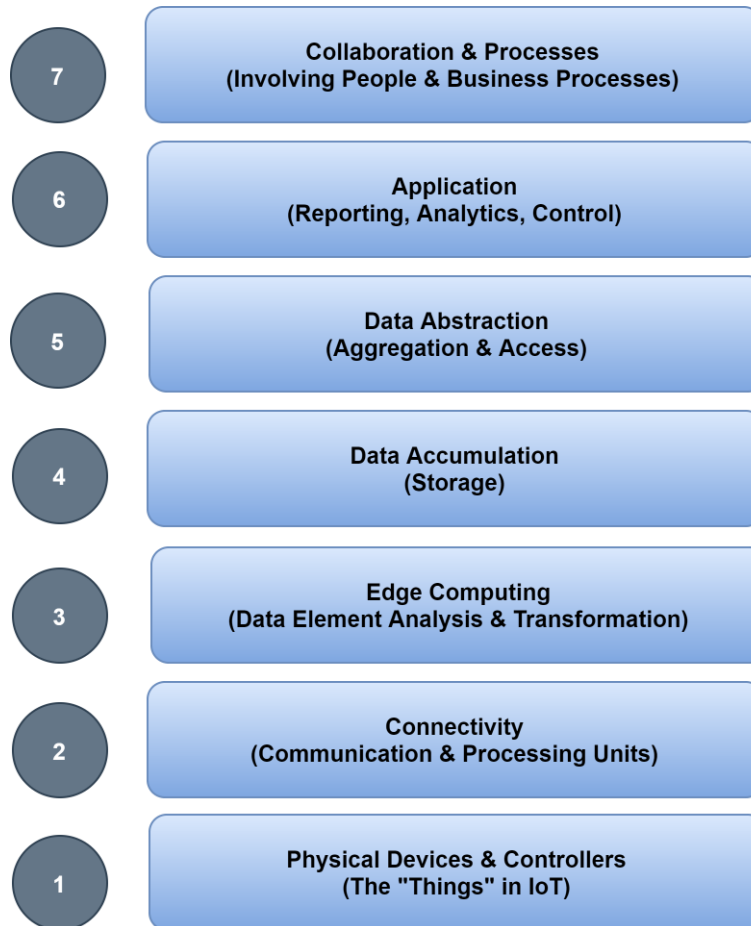 7
Collaboration & Processes
(Involving People & Business Processes)
6
Application
(Reporting, Analytics, Control)
5
Data Abstraction
(Aggregation & Access)
4
Data Accumulation
(Storage)
3
Edge Computing
(Data Element Analysis & Transformation)
2
Connectivity
(Communication & Processing Units)
1
Physical Devices & Controllers
(The "Things" in IoT)